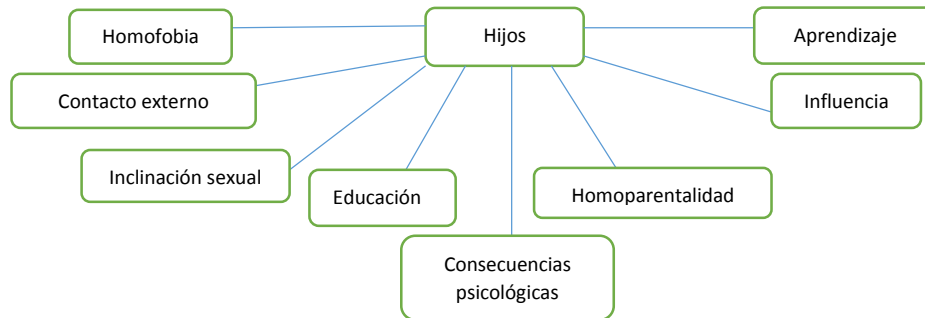 Homofobia
Hijos
Aprendizaje
Contacto externo
Influencia
Inclinación sexual
Educación
Homoparentalidad
Consecuencias
psicológicas